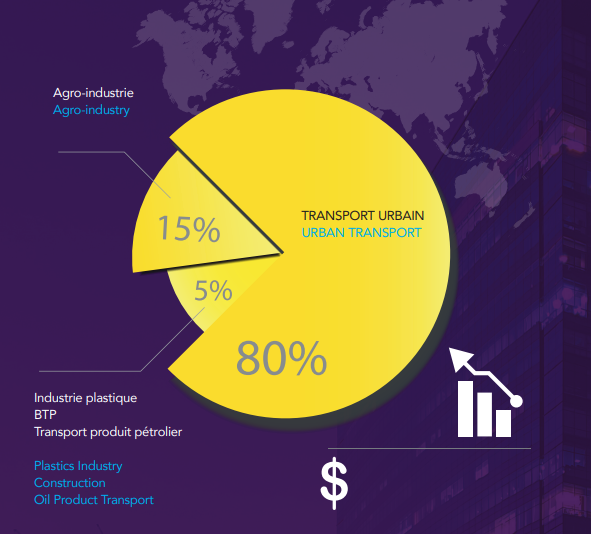 Agro-industrie
Agro-industry
15%
TRANSPORT URBAIN
URBAN TRANSPORT
5%
80%
Industrie plastique
BTP
Transport produit pétrolier
Plastics Industry
Construction
Oil Product Transport
$